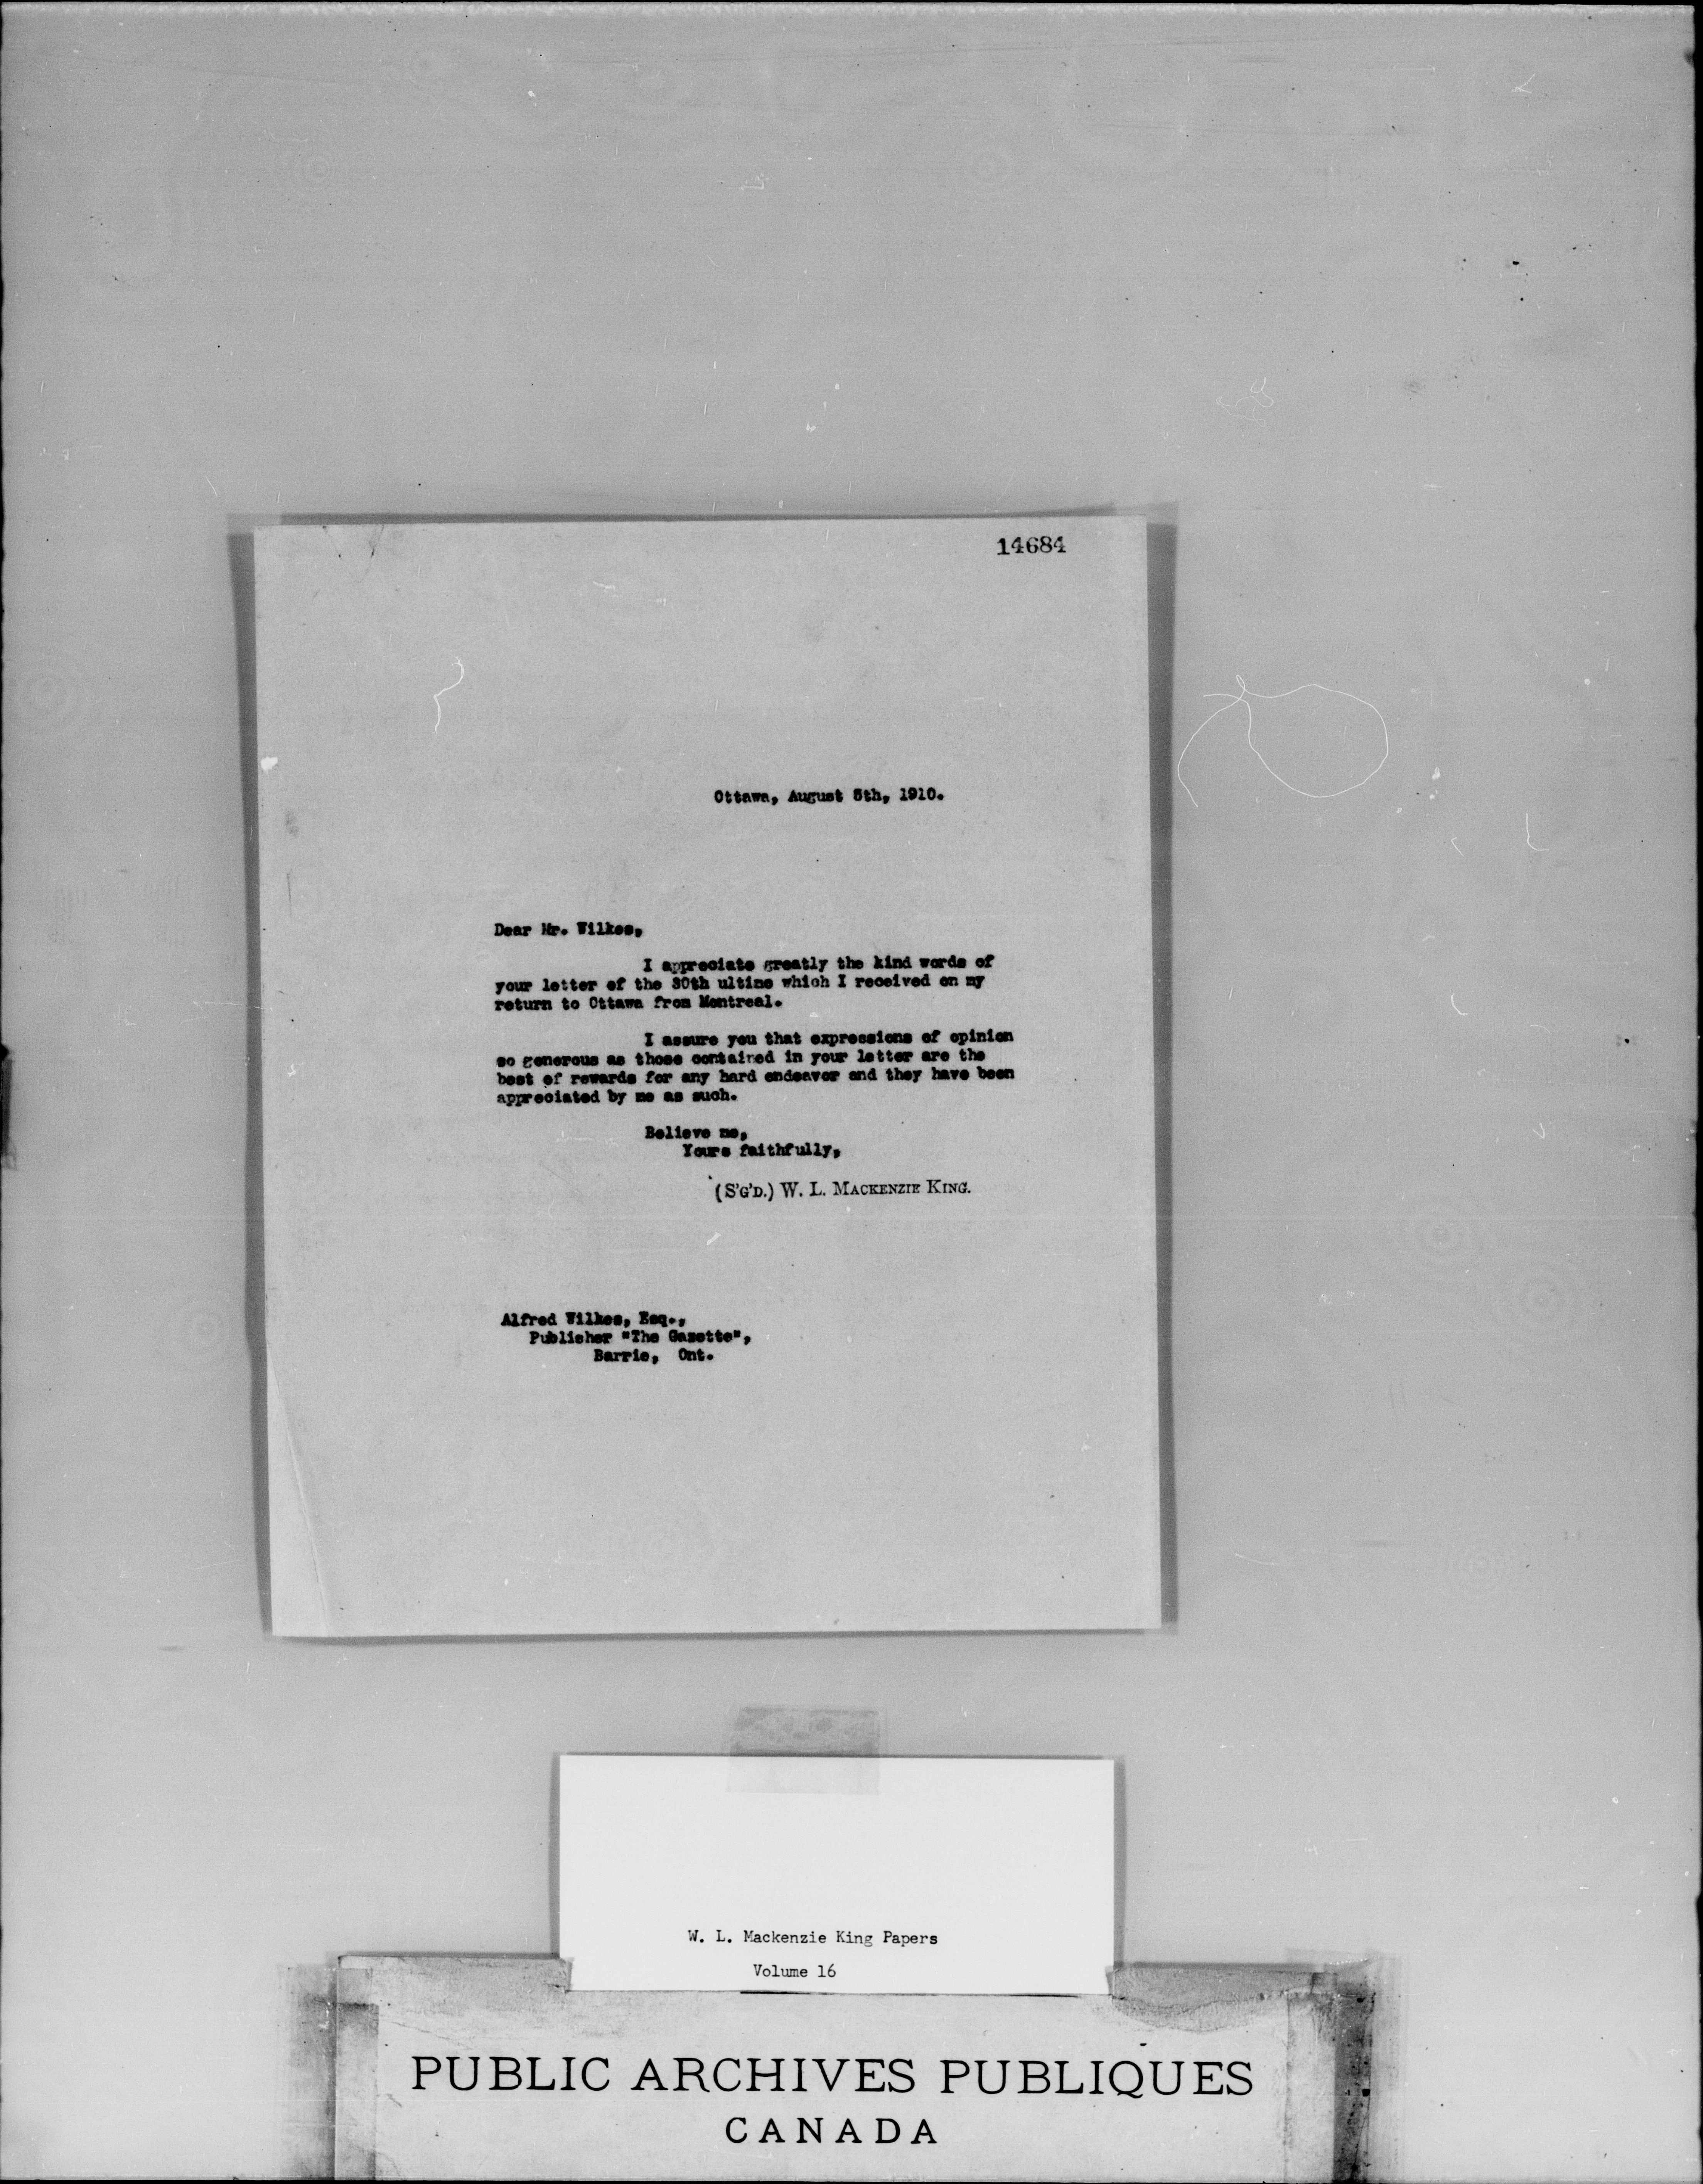 14684
Ottawa, August 5th, 1910.
Dear Mr. Wilkes,
I appreciate greatly the kind words of
your letter of the 30th ultimo which I received on my
return to Ottawa from Montreal.
I assure you that expressions of opinion
so generous as those contained in your letter are the
best of rewards for any hard endeavor and they have been
appreciated by me as such.
Believe me,
Yours faithfully,
(S'G'D.) W. L. MACKENZIE KING.
Alfred Wilkes, Esq.,
Publisher "The Gazette",
Barrie, Ont.
W. L. Mackenzie King Papers
Volume 16
PUBLIC ARCHIVES PUBLIQUES
CANADA